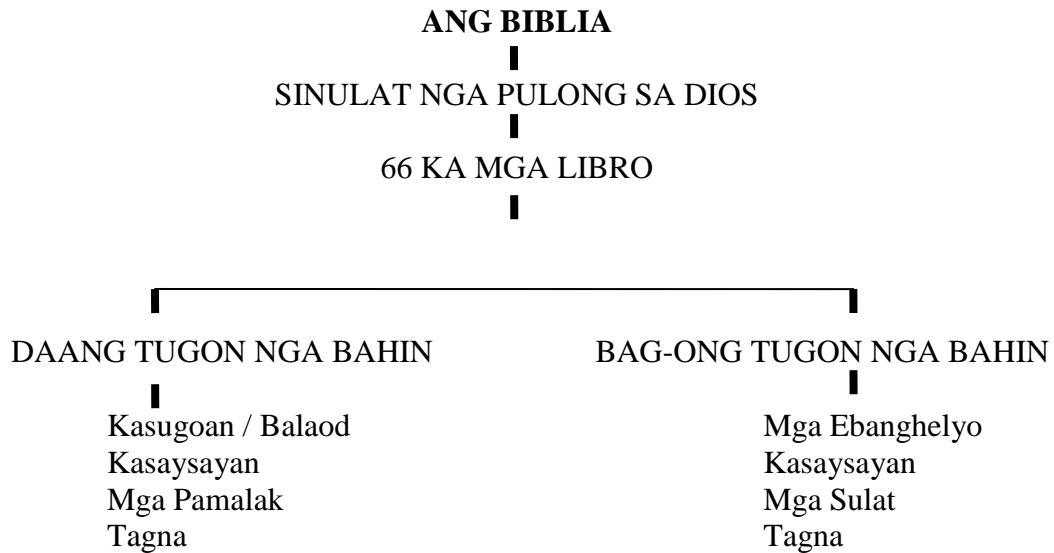 ANG BIBLIA
SINULAT NGA PULONG SA DIOS
66 KA MGA LIBRO
DAANG TUGON NGA BAHIN
Kasugoan / Balaod
Kasaysayan
Mga Pamalak
Tagna
BAG-ONG TUGON NGA BAHIN
Mga Ebanghelyo
Kasaysayan
Mga Sulat
Tagna